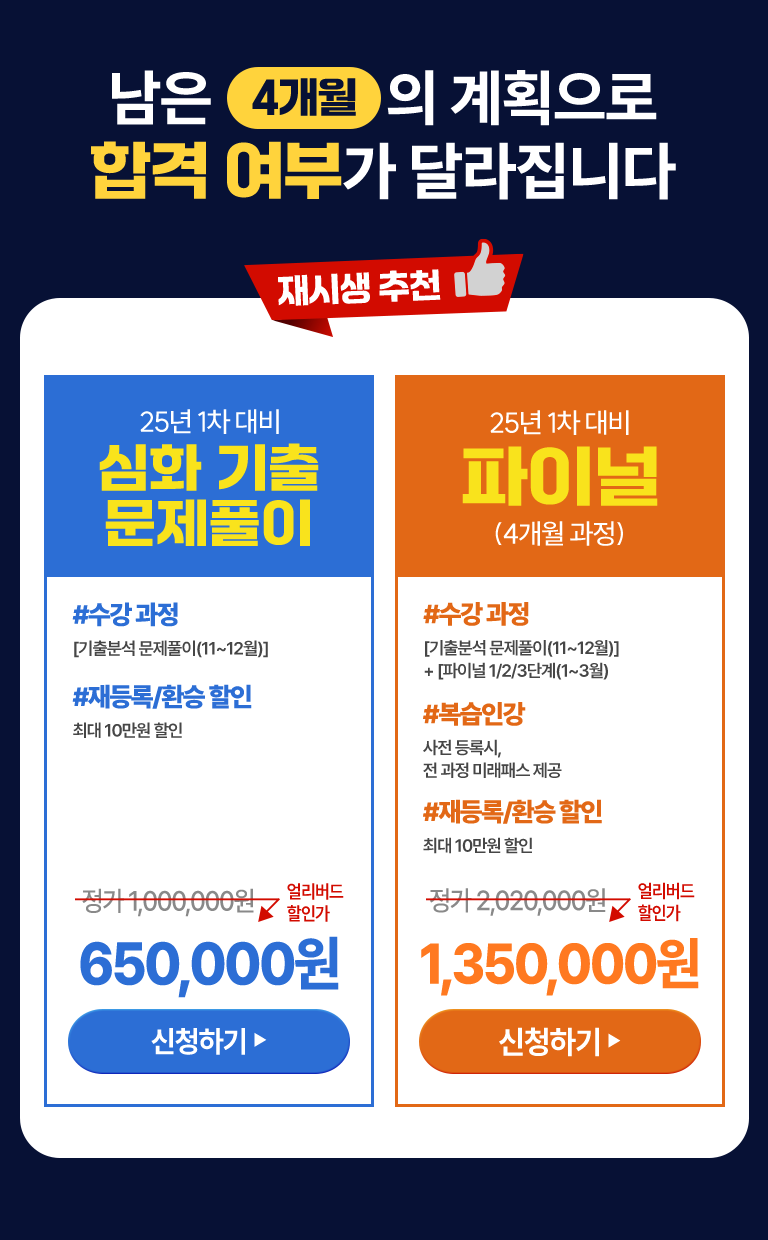 남은 4개월의 계획으로
합격 여부가 달라집니다
재시생 추천
25년 1차 대비
심화 기출
문제풀이
#수강 과정
[기출분석 문제풀이(11~12월)]
#재등록/환승 할인
최대 10만원 할인
정가 1,000,000원
얼리버드
할인가
650,000원
신청하기 ▶
25년 1차 대비
파이널
(4개월 과정)
#수강 과정
[기출분석 문제풀이(11~12월)]
+ [파이널 1/2/3단계(1~3월)
#복습인강
사전 등록시,
전 과정 미래패스 제공
#재등록/환승 할인
최대 10만원 할인
정가 2,020,000원
얼리버드
할인가
1,350,000원
신청하기 ▶